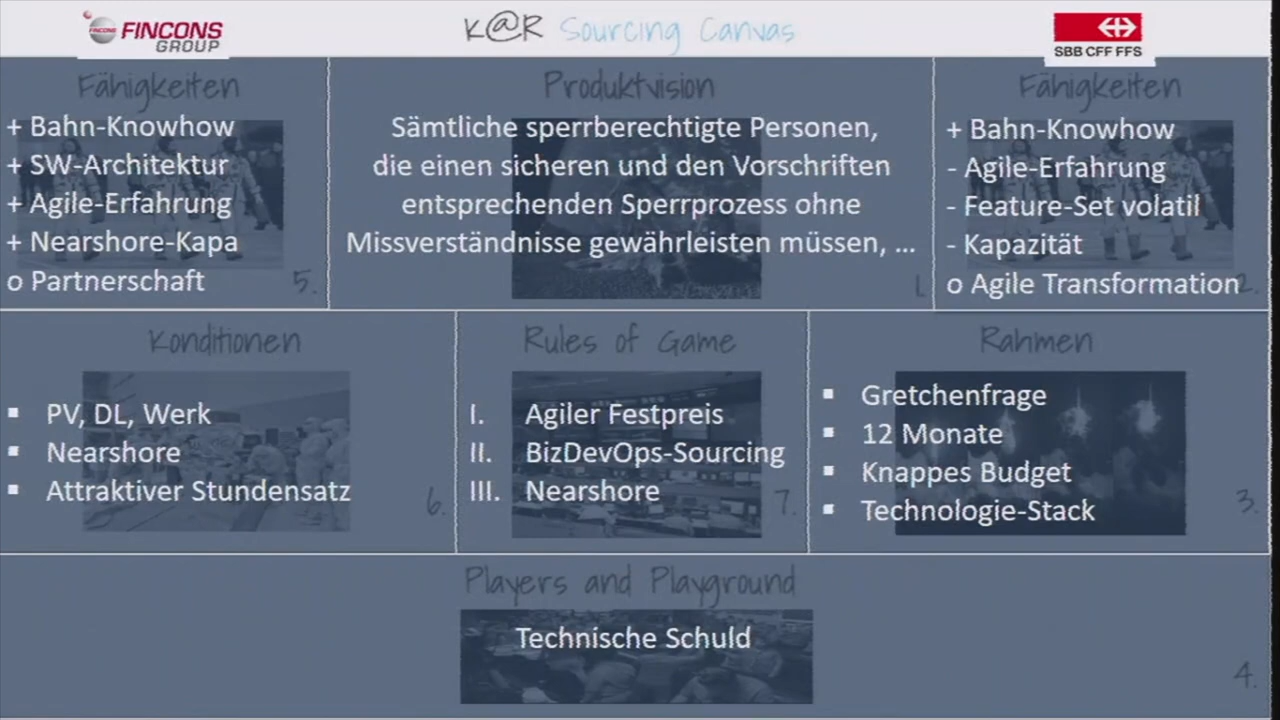 FINCONS
FINCONS
GROUP
K@R Sourcing Canvas
SBB CFF FFS
Fähigkeiten
+ Bahn-Knowhow
+ SW-Architektur
+ Agile-Erfahrung
+ Nearshore-Kapa
o Partnerschaft
5.
Produktvision
Sämtliche sperrberechtigte Personen,
die einen sicheren und den Vorschriften
entsprechenden Sperrprozess ohne
Missverständnisse gewährleisten müssen, ...
1.
Fähigkeiten
+ Bahn-Knowhow
- Agile-Erfahrung
- Feature-Set volatil
- Kapazität
o Agile Transformation
2.
Konditionen
▪ PV, DL, Werk
▪ Nearshore
▪ Attraktiver Stundensatz
6.
Rules of Game
I. Agiler Festpreis
II. BizDevOps-Sourcing
III. Nearshore
7.
Rahmen
▪ Gretchenfrage
▪ 12 Monate
▪ Knappes Budget
▪ Technologie-Stack
3.
Players and Playground
Technische Schuld
4.